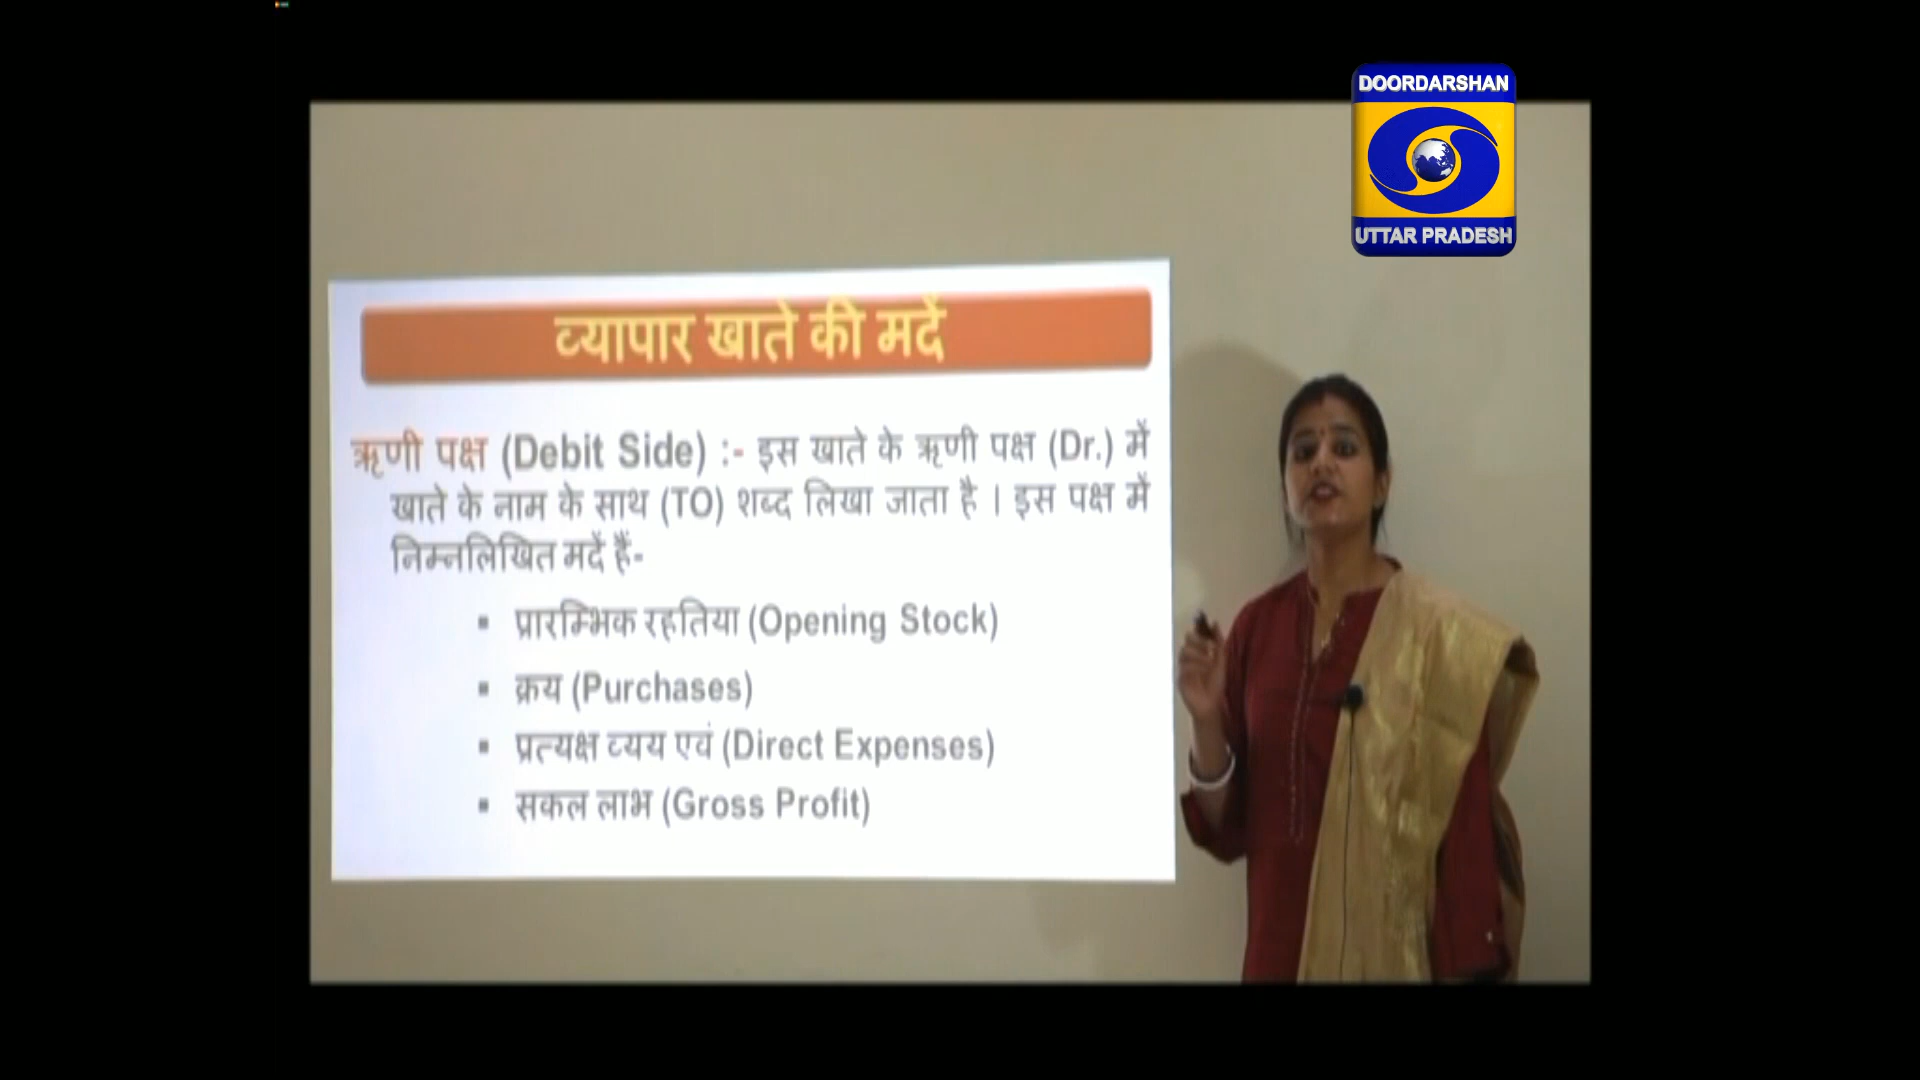 DOORDARSHAN
UTTAR PRADESH
व्यापार खाते की मदें
ऋणी पक्ष (Debit Side) :- इस खाते के ऋणी पक्ष (Dr.) में
खाते के नाम के साथ (TO) शब्द लिखा जाता है । इस पक्ष में
निम्नलिखित मदें हैं-
▪ प्रारम्भिक रहतिया (Opening Stock)
▪ क्रय (Purchases)
▪ प्रत्यक्ष व्यय एवं (Direct Expenses)
▪ सकल लाभ (Gross Profit)